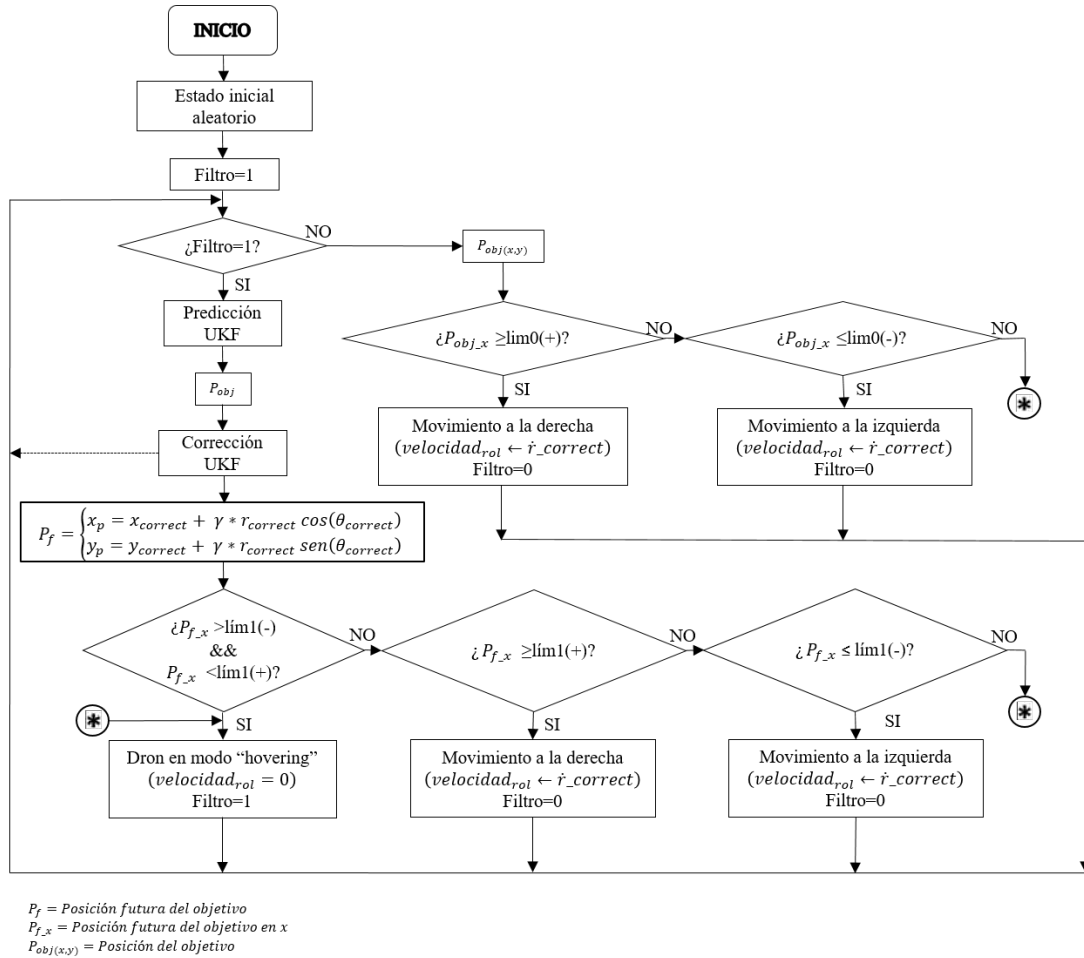 INICIO
Estado inicial
aleatorio
Filtro=1
¿Filtro=1?
NO
SI
P_obj(x,y)
¿P_obj_x ≥lim0(+)?
NO
SI
¿P_obj_x ≤lim0(-)?
NO
SI
*
Predicción
UKF
P_obj
Corrección
UKF
Movimiento a la derecha
(velocidad_rol ← ṙ_correct)
Filtro=0
Movimiento a la izquierda
(velocidad_rol ← ṙ_correct)
Filtro=0
P_f = { x_p = x_correct + γ * r_correct cos(θ_correct)
y_p = y_correct + γ * r_correct sen(θ_correct)
¿P_f_x >lím1(-)
&&
P_f_x <lím1(+)?
NO
SI
¿P_f_x ≥lím1(+)?
NO
SI
¿P_f_x ≤ lím1(-)?
NO
SI
*
*
Dron en modo “hovering”
(velocidad_rol = 0)
Filtro=1
Movimiento a la derecha
(velocidad_rol ← ṙ_correct)
Filtro=0
Movimiento a la izquierda
(velocidad_rol ← ṙ_correct)
Filtro=0
P_f = Posición futura del objetivo
P_f_x = Posición futura del objetivo en x
P_obj(x,y) = Posición del objetivo